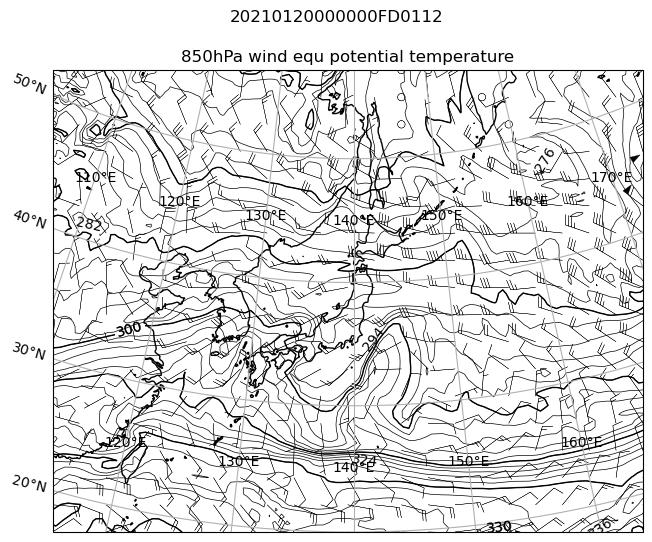 20210120000000FD0112
850hPa wind equ potential temperature
50°N
276
110°E
170°E
120°E
160°E
130°E
140°E
150°E
40°N
282
300
294
30°N
120°E
160°E
130°E
150°E
324
140°E
20°N
330
336